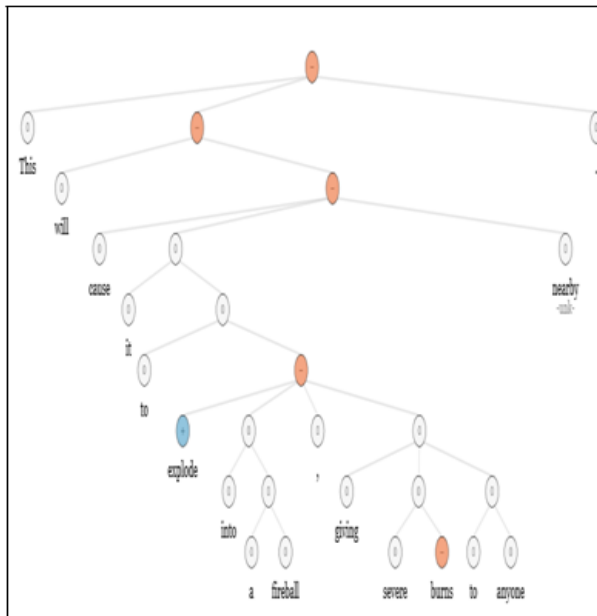 This
.
will
cause
nearby
-unk-
it
to
explode
,
into
giving
a fireball severe burns to anyone